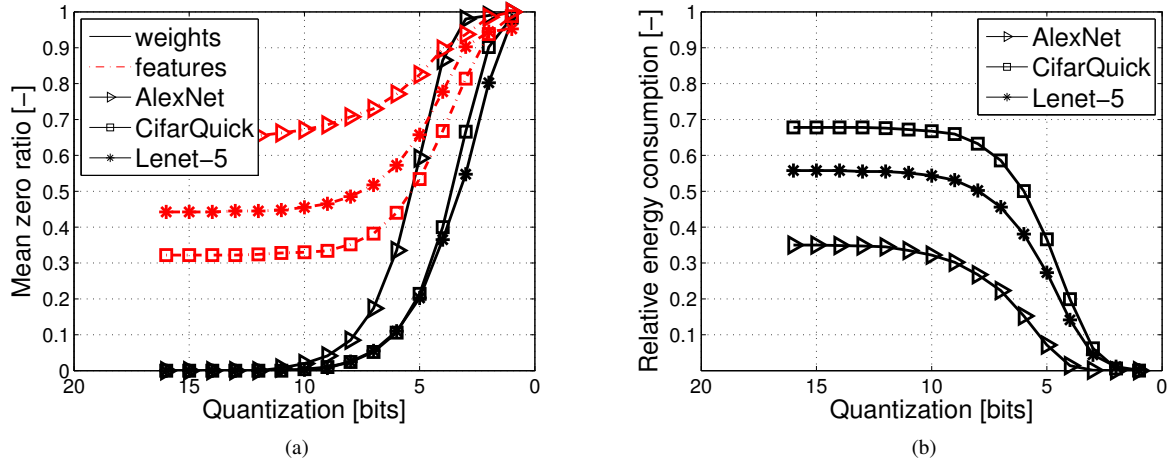 Mean zero ratio [−]
1
0.9
0.8
0.7
0.6
0.5
0.4
0.3
0.2
0.1
0
weights
features
AlexNet
CifarQuick
Lenet−5
20 15 10 5 0
Quantization [bits]
(a)
Relative energy consumption [−]
1
0.9
0.8
0.7
0.6
0.5
0.4
0.3
0.2
0.1
0
AlexNet
CifarQuick
Lenet−5
20 15 10 5 0
Quantization [bits]
(b)